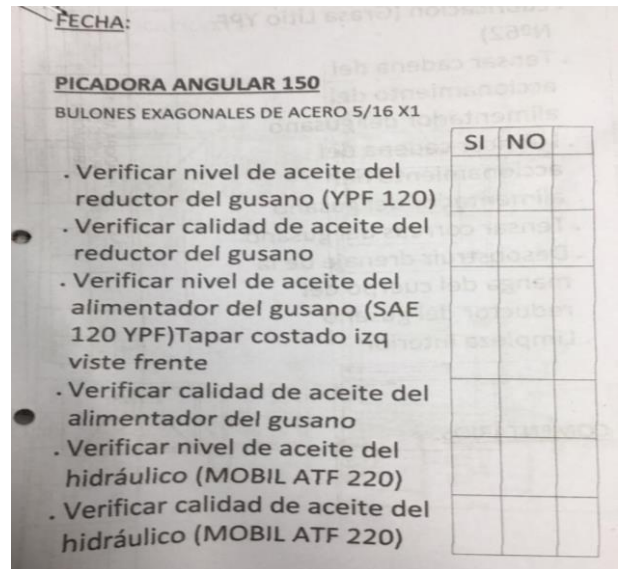 FECHA:
PICADORA ANGULAR 150
BULONES EXAGONALES DE ACERO 5/16 X1
SI NO
. Verificar nivel de aceite del
reductor del gusano (YPF 120)
. Verificar calidad de aceite del
reductor del gusano
. Verificar nivel de aceite del
alimentador del gusano (SAE
120 YPF)Tapar costado izq
viste frente
. Verificar calidad de aceite del
alimentador del gusano
. Verificar nivel de aceite del
hidráulico (MOBIL ATF 220)
. Verificar calidad de aceite del
hidráulico (MOBIL ATF 220)